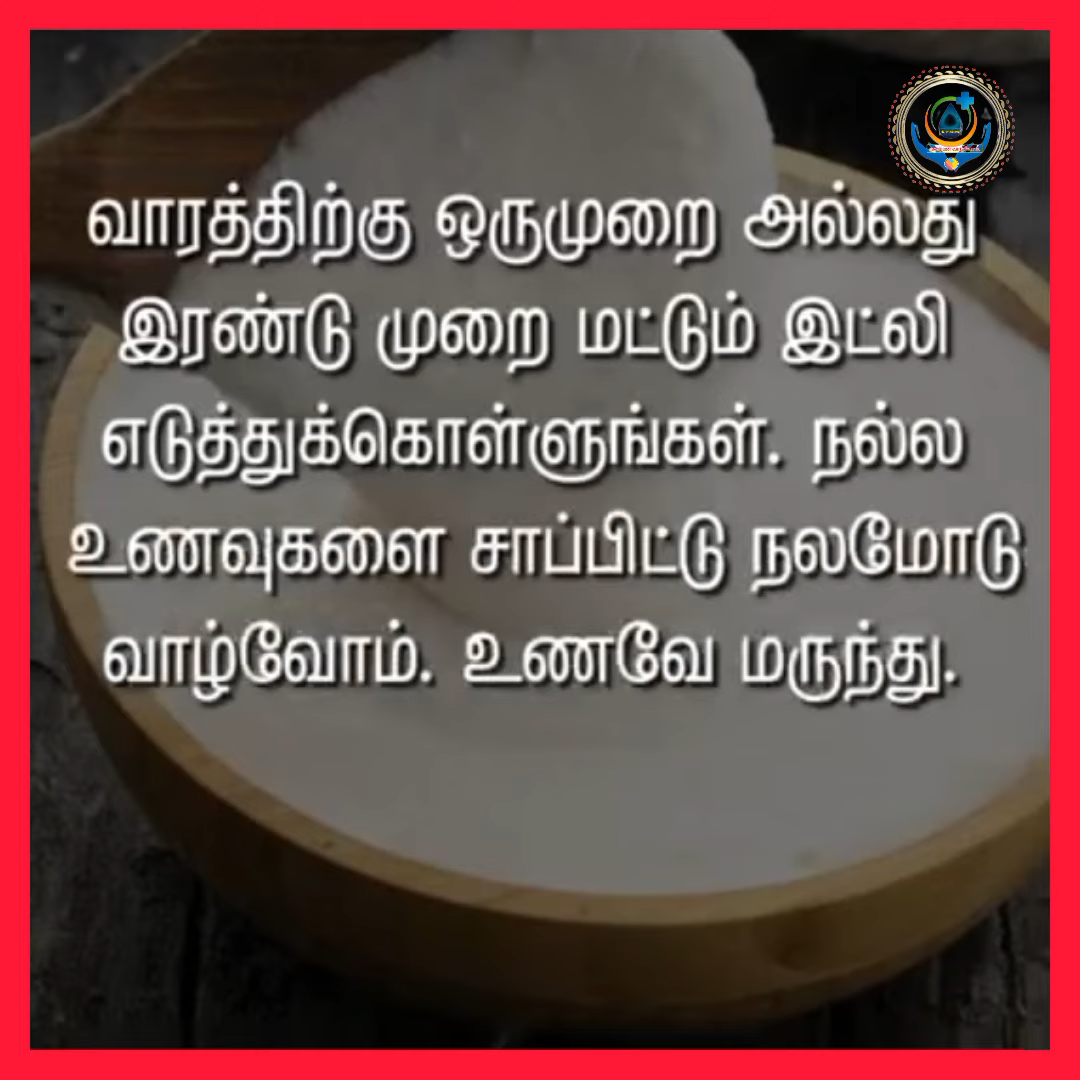 வாரத்திற்கு ஒருமுறை அல்லது
இரண்டு முறை மட்டும் இட்லி
எடுத்துக்கொள்ளுங்கள். நல்ல
உணவுகளை சாப்பிட்டு நலமோடு
வாழ்வோம். உணவே மருந்து.